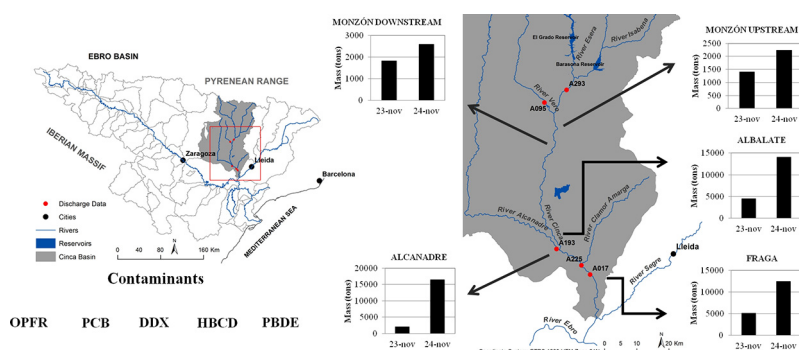 MONZÓN DOWNSTREAM
Mass (tons)
3000
2000
1000
0
23-nov 24-nov
EBRO BASIN
PYRENEAN RANGE
IBERIAN MASSIF
Zaragoza
Lleida
Barcelona
MEDITERRANEAN SEA
Discharge Data
Cities
Rivers
Reservoirs
Cinca Basin
N
0 40 80 160 Km
Contaminants
OPFR PCB DDX HBCD PBDE
ALCANADRE
Mass (tons)
20000
15000
10000
5000
0
23-nov 24-nov
El Grado Reservoir
River Esera
River Isabena
Barasona Reservoir
A293
River Vero
A095
River Alcanadre
River Cinca
River Clamor Amarga
A193
A225
A017
Lleida
River Segre
River Ebro
N
0 5 10 20 Km
MONZÓN UPSTREAM
Mass (tons)
2500
2000
1500
1000
500
0
23-nov 24-nov
ALBALATE
Mass (tons)
15000
10000
5000
0
23-nov 24-nov
FRAGA
Mass (tons)
15000
10000
5000
0
23-nov 24-nov